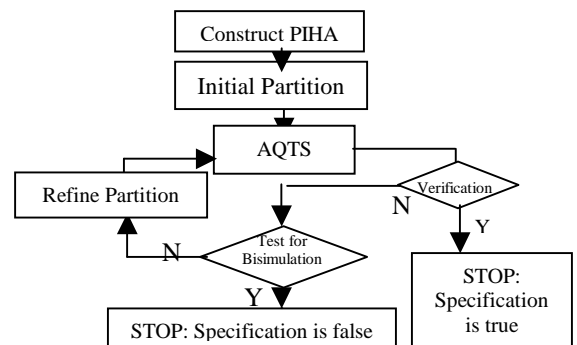 Construct PIHA
Initial Partition
AQTS
Refine Partition
Verification
N
Y
Test for
Bisimulation
N
Y
STOP:
Specification
is true
STOP: Specification is false